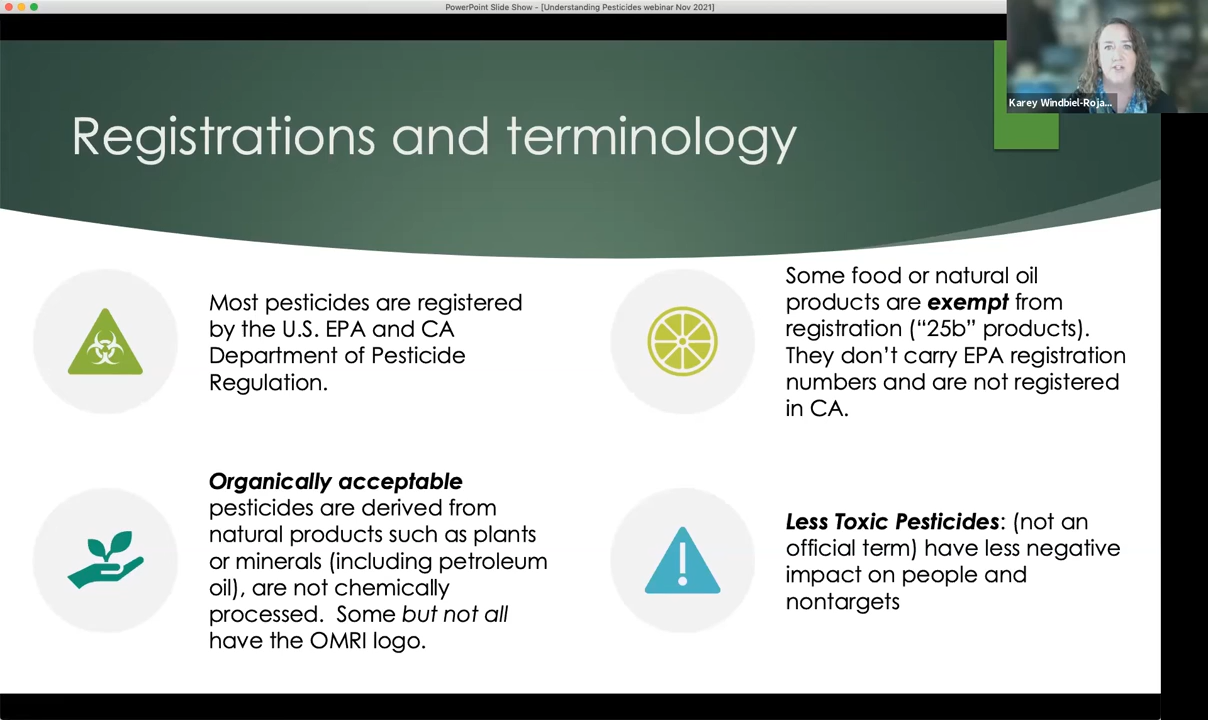 PowerPoint Slide Show - [Understanding Pesticides webinar Nov 2021]
Karey Windbiel-Roja...
Registrations and terminology
Most pesticides are registered
by the U.S. EPA and CA
Department of Pesticide
Regulation.
Some food or natural oil
products are exempt from
registration (“25b” products).
They don’t carry EPA registration
numbers and are not registered
in CA.
Organically acceptable
pesticides are derived from
natural products such as plants
or minerals (including petroleum
oil), are not chemically
processed.  Some but not all
have the OMRI logo.
Less Toxic Pesticides: (not an
official term) have less negative
impact on people and
nontargets